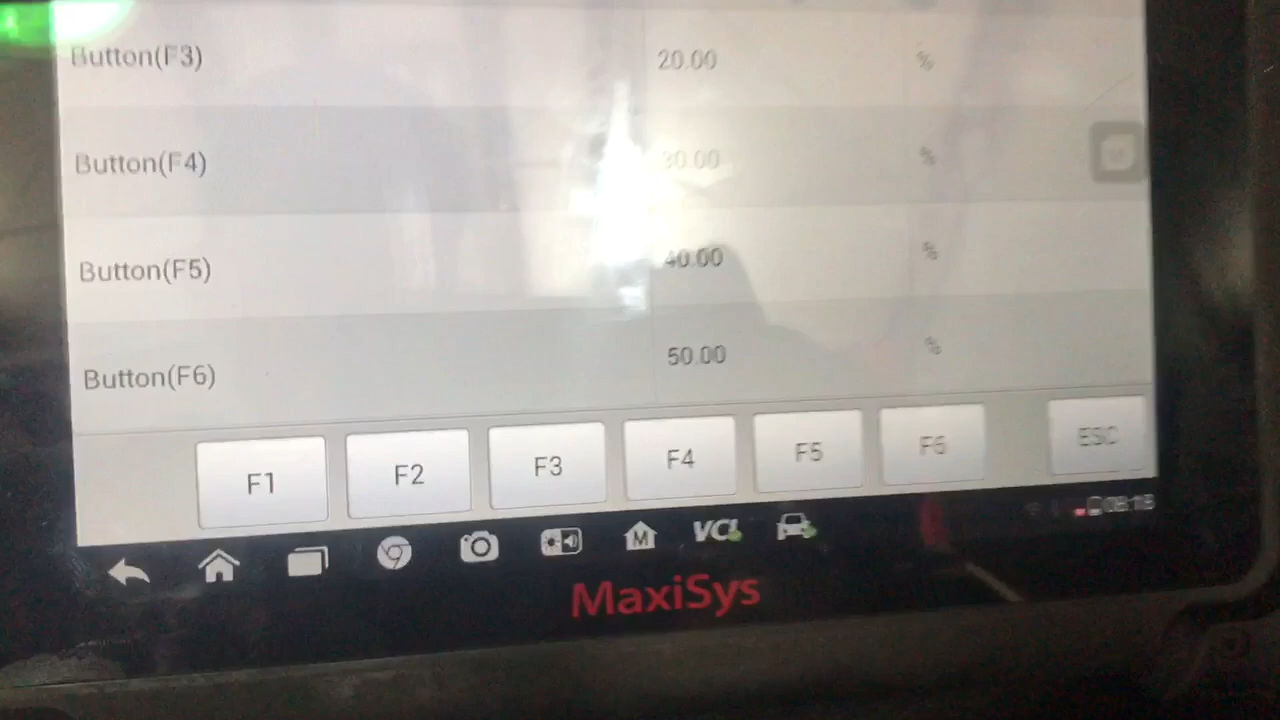 Button(F3) 20.00 %
Button(F4) 30.00 %
Button(F5) 40.00 %
Button(F6) 50.00 %
F1 F2 F3 F4 F5 F6 ESC
M VCI
MaxiSys